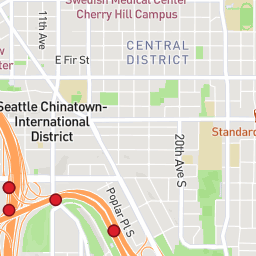 Swedish Medical Center
Cherry Hill Campus
11th Ave
CENTRAL
DISTRICT
E Fir St
Seattle Chinatown-
International
District
Standard
20th Ave S
Poplar Pl S